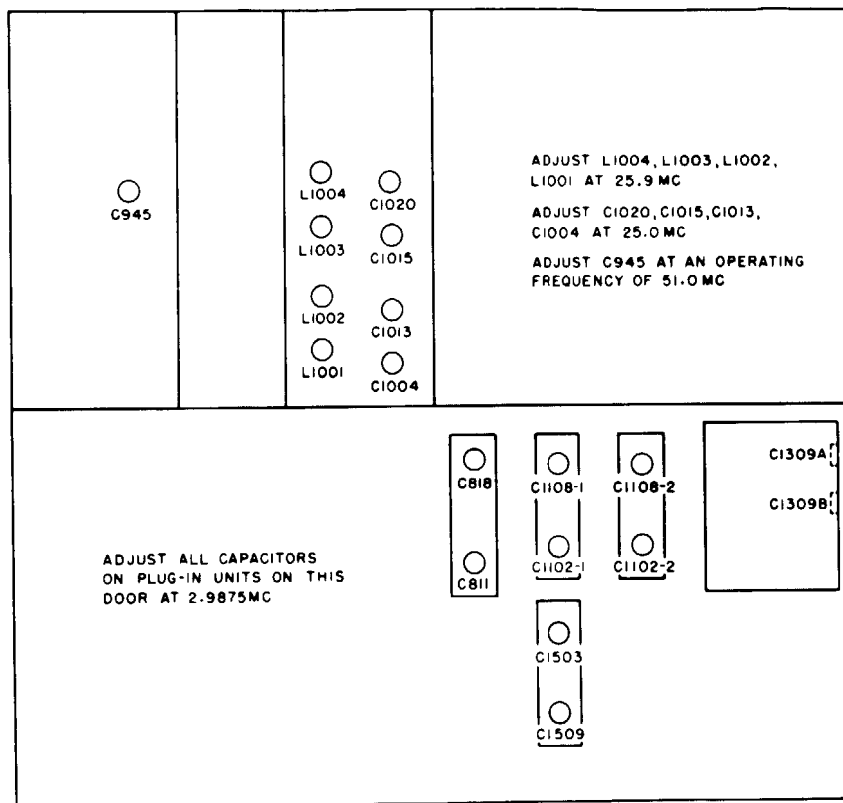 C945
L1004
C1020
L1003
C1015
L1002
C1013
L1001
C1004
ADJUST L1004, L1003, L1002,
L1001 AT 25.9 MC
ADJUST C1020, C1015, C1013,
C1004 AT 25.0 MC
ADJUST C945 AT AN OPERATING
FREQUENCY OF 51.0 MC
ADJUST ALL CAPACITORS
ON PLUG-IN UNITS ON THIS
DOOR AT 2.9875MC
C818
C811
C1108-1
C1102-1
C1108-2
C1102-2
C1309A
C1309B
C1503
C1509